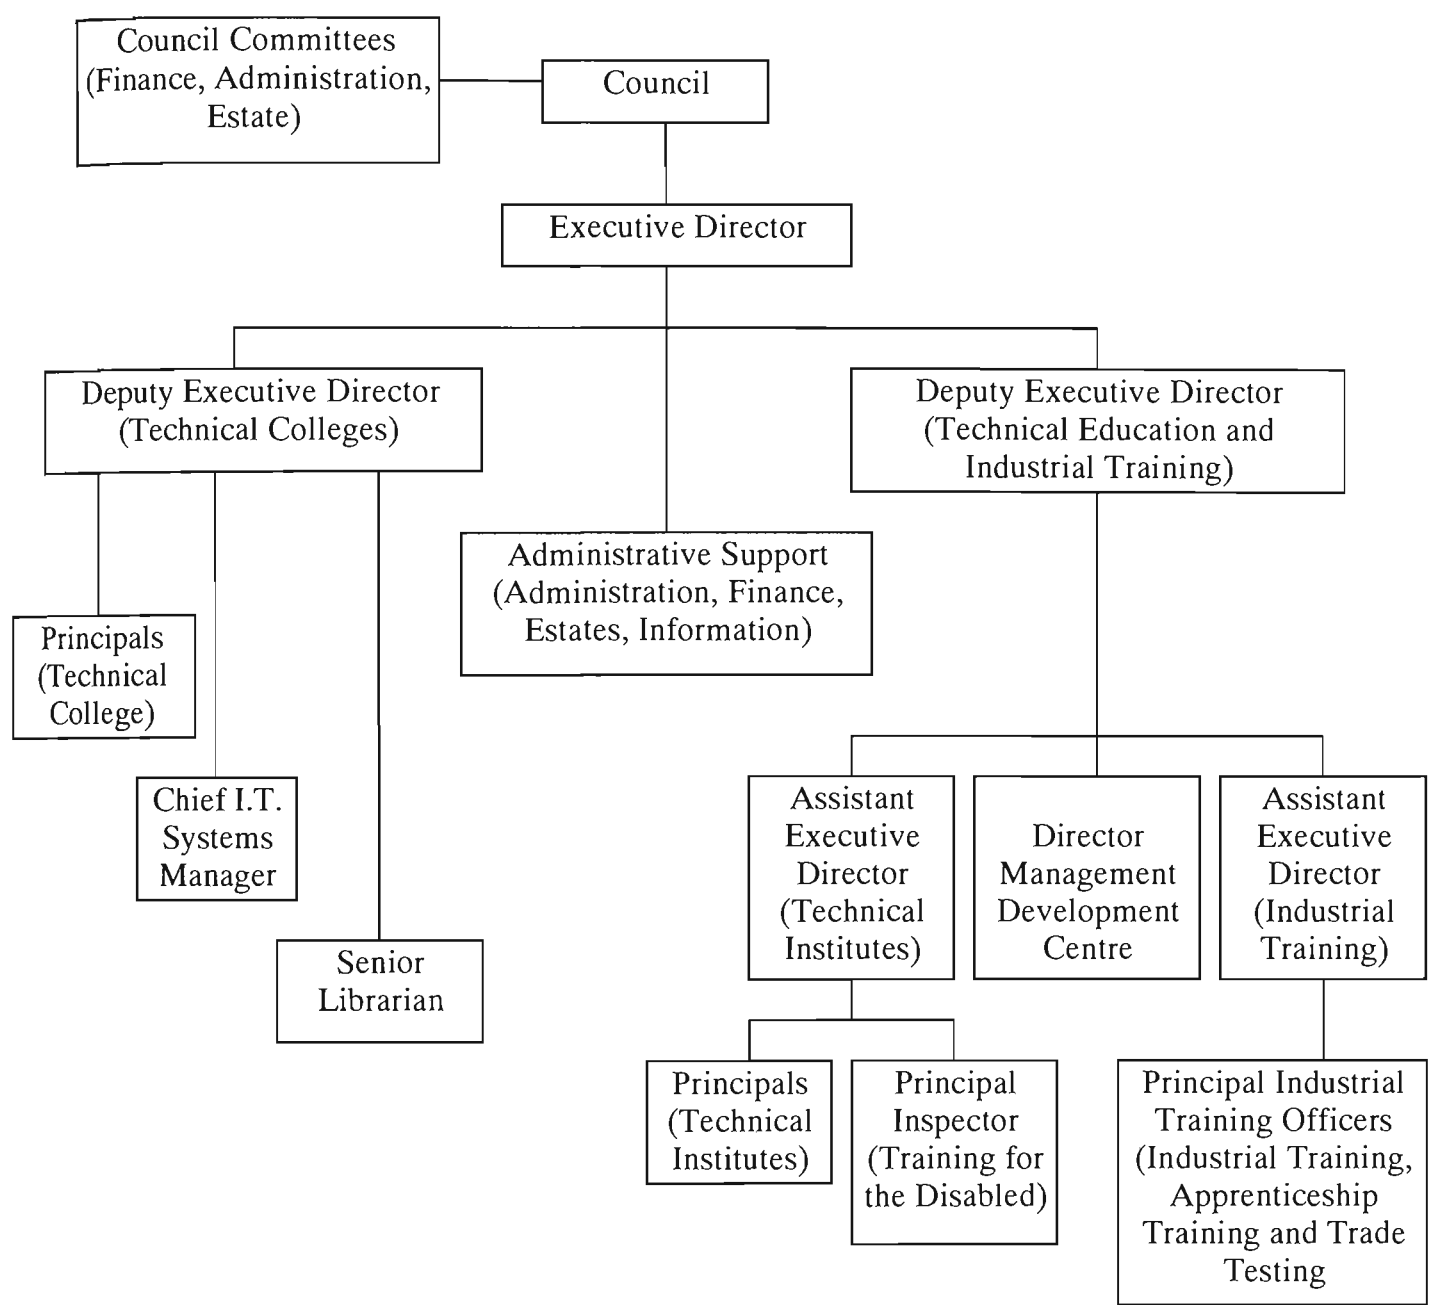 Council Committees
(Finance, Administration,
Estate)
Council
Executive Director
Deputy Executive Director
(Technical Colleges)
Deputy Executive Director
(Technical Education and
Industrial Training)
Administrative Support
(Administration, Finance,
Estates, Information)
Principals
(Technical
College)
Chief I.T.
Systems
Manager
Senior
Librarian
Assistant
Executive
Director
(Technical
Institutes)
Director
Management
Development
Centre
Assistant
Executive
Director
(Industrial
Training)
Principals
(Technical
Institutes)
Principal
Inspector
(Training for
the Disabled)
Principal Industrial
Training Officers
(Industrial Training,
Apprenticeship
Training and Trade
Testing